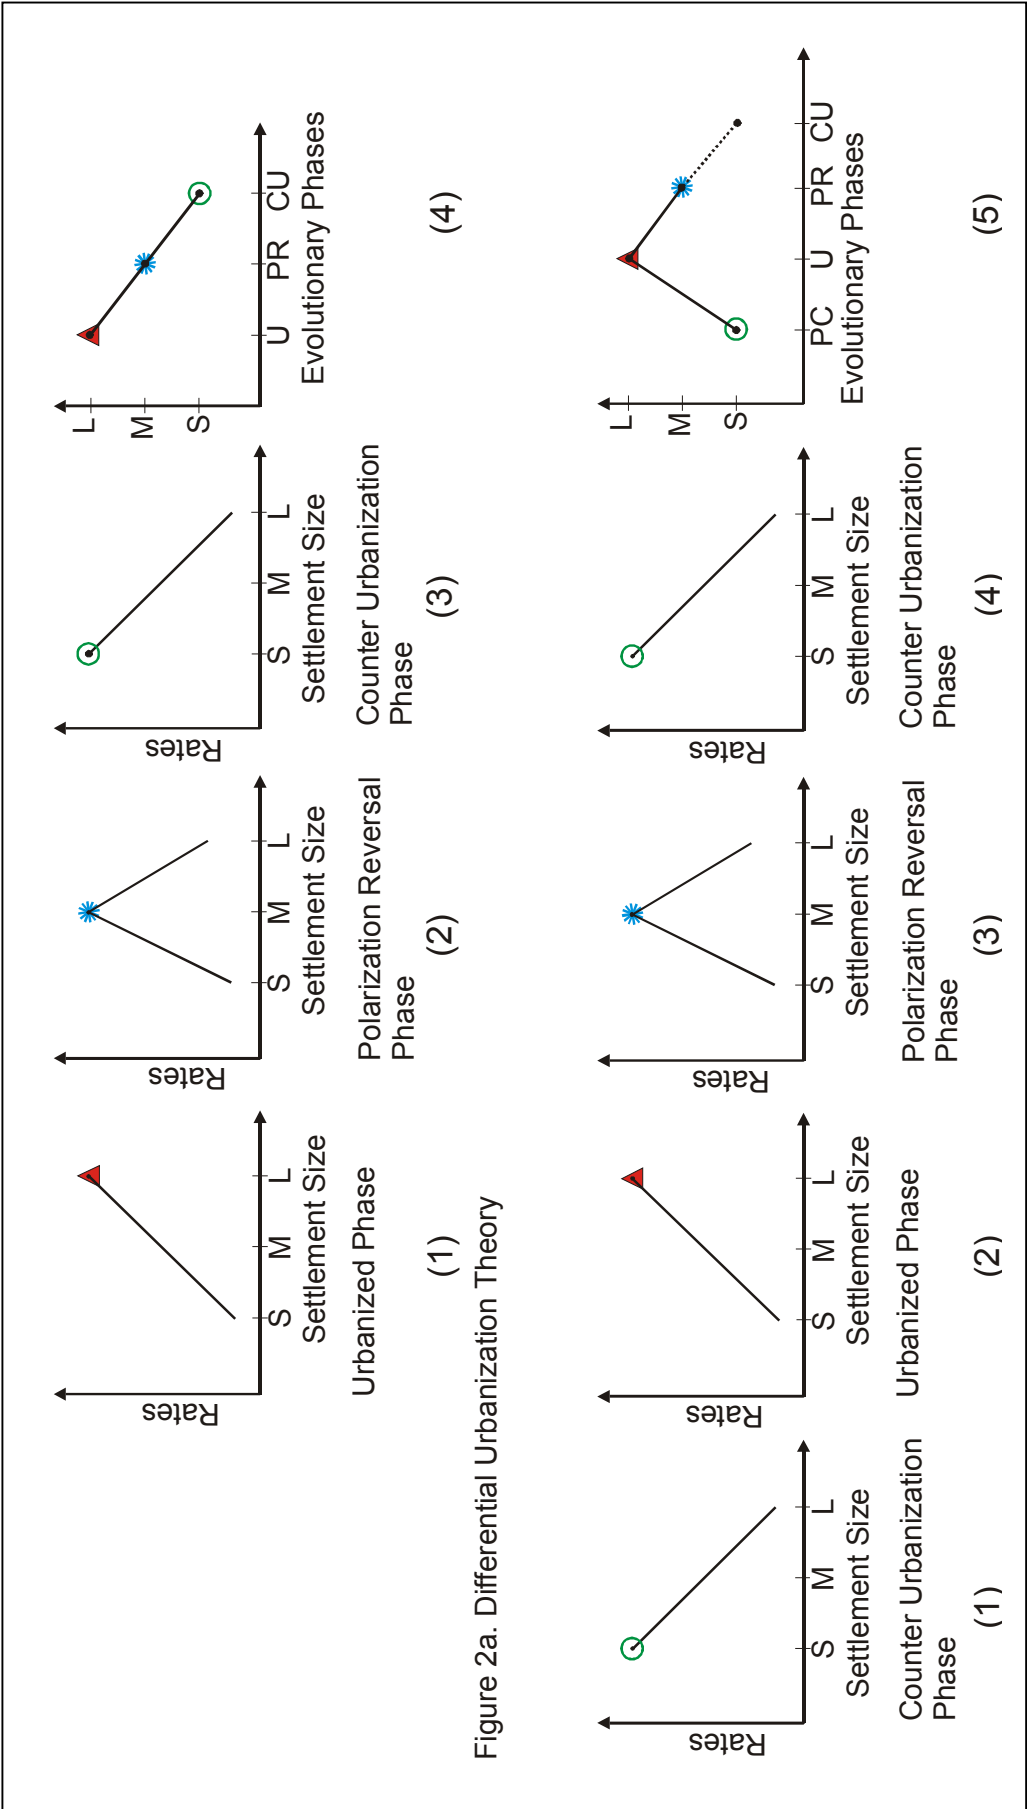 Rates
S M L
Settlement Size
Urbanized Phase
(1)
Rates
S M L
Settlement Size
Polarization Reversal
Phase
(2)
Rates
S M L
Settlement Size
Counter Urbanization
Phase
(3)
L
M
S
U PR CU
Evolutionary Phases
(4)
Figure 2a. Differential Urbanization Theory
Rates
S M L
Settlement Size
Counter Urbanization
Phase
(1)
Rates
S M L
Settlement Size
Urbanized Phase
(2)
Rates
S M L
Settlement Size
Polarization Reversal
Phase
(3)
Rates
S M L
Settlement Size
Counter Urbanization
Phase
(4)
L
M
S
PC U PR CU
Evolutionary Phases
(5)